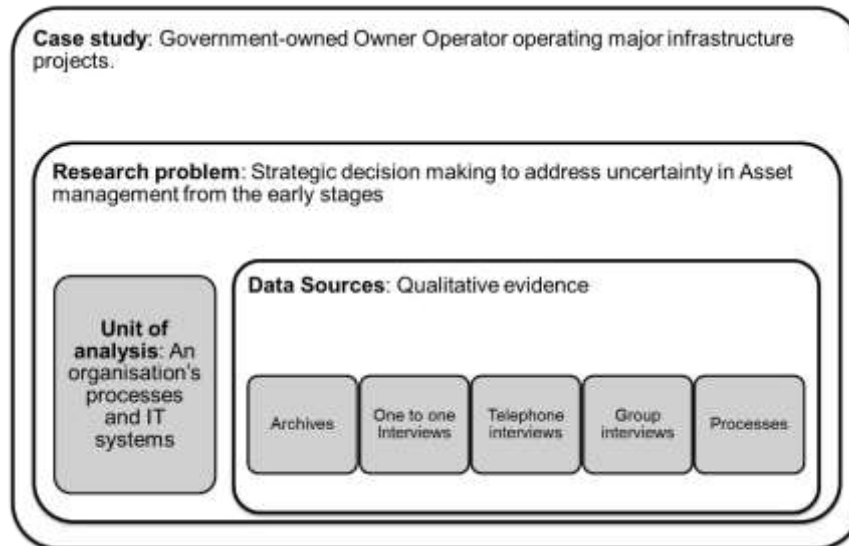 Case study: Government-owned Owner Operator operating major infrastructure
projects.
Research problem: Strategic decision making to address uncertainty in Asset
management from the early stages
Unit of
analysis: An
organisation's
processes
and IT
systems
Data Sources: Qualitative evidence
Archives
One to one
Interviews
Telephone
interviews
Group
interviews
Processes